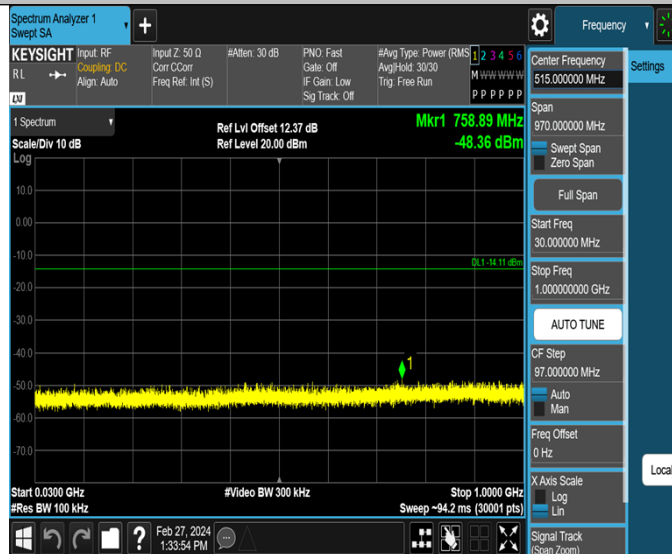 Spectrum Analyzer 1
Swept SA
Frequency
KEYSIGHT
RL
LXI
Input: RF
Coupling: DC
Align: Auto
Input Z: 50 Ω
Corr CCorr
Freq Ref: Int (S)
#Atten: 30 dB
PNO: Fast
Gate: Off
IF Gain: Low
Sig Track: Off
#Avg Type: Power (RMS
Avg|Hold: 30/30
Trig: Free Run
1 2 3 4 5 6
M W W W W W
P P P P P P
Settings
Center Frequency
515.000000 MHz
Span
970.000000 MHz
Swept Span
Zero Span
Full Span
Start Freq
30.000000 MHz
Stop Freq
1.000000000 GHz
AUTO TUNE
CF Step
97.000000 MHz
Auto
Man
Freq Offset
0 Hz
X Axis Scale
Log
Lin
Signal Track
(Span Zoom)
Local
1 Spectrum
Scale/Div 10 dB
Log
Ref Lvl Offset 12.37 dB
Ref Level 20.00 dBm
Mkr1 758.89 MHz
-48.36 dBm
10.0
0.00
-10.0
DL1 -14.11 dBm
-20.0
-30.0
-40.0
1
-50.0
-60.0
-70.0
Start 0.0300 GHz
#Res BW 100 kHz
#Video BW 300 kHz
Stop 1.0000 GHz
Sweep ~94.2 ms (30001 pts)
?
Feb 27, 2024
1:33:54 PM